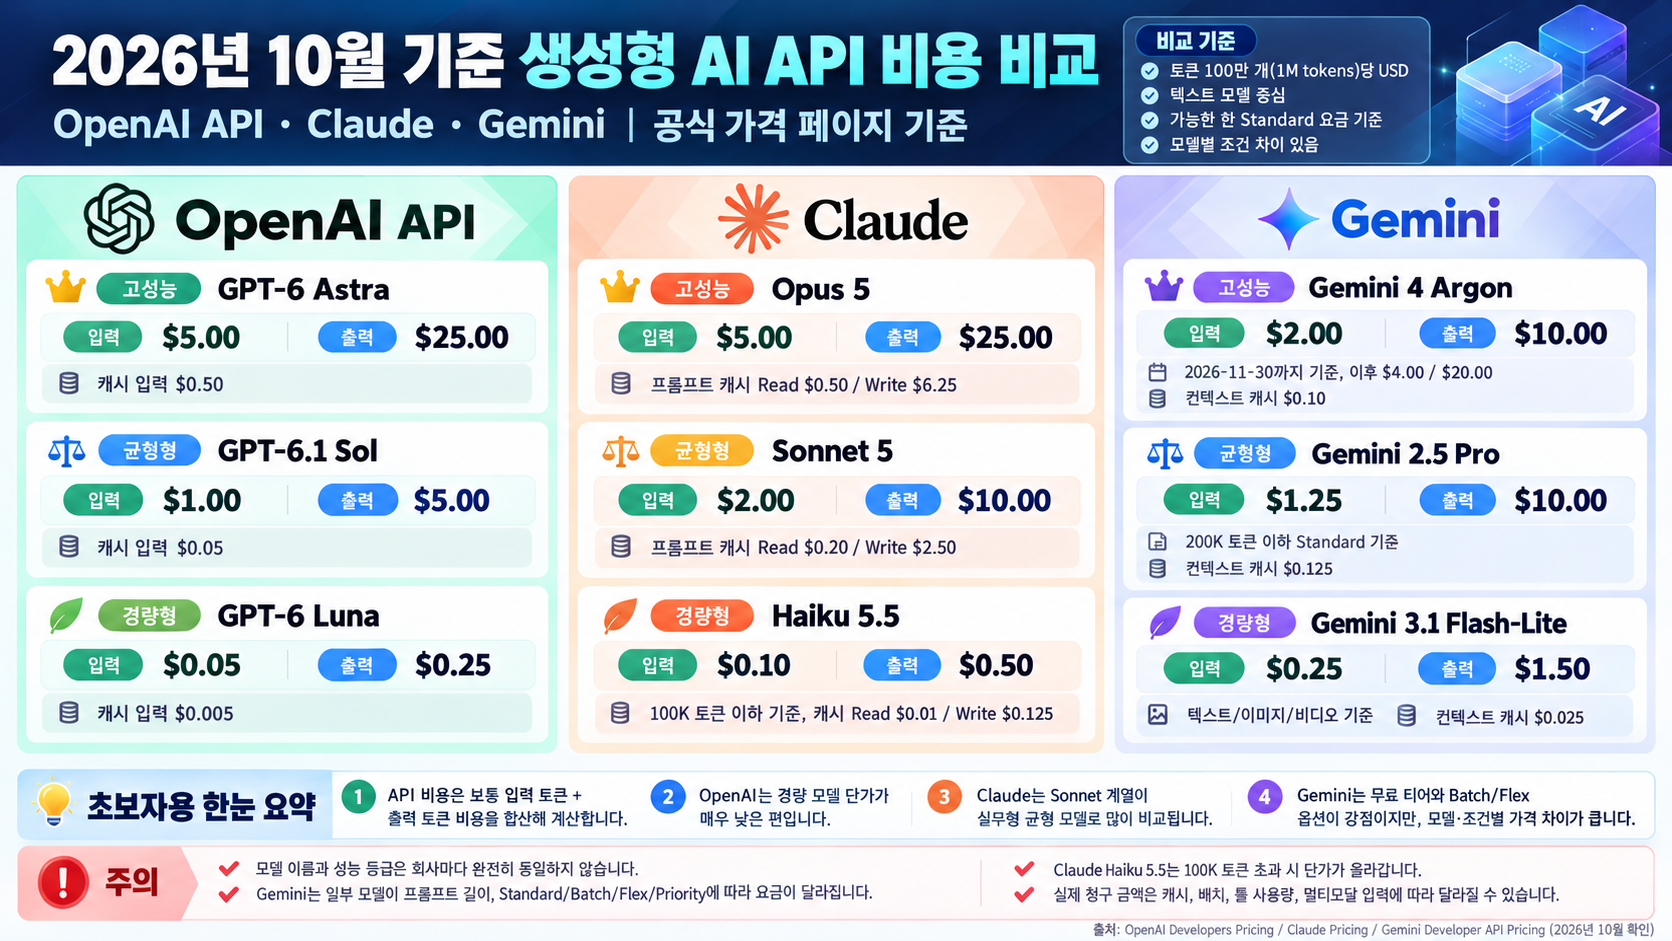 2026년 10월 기준 생성형 AI API 비용 비교
OpenAI API · Claude · Gemini | 공식 가격 페이지 기준
비교 기준
토큰 100만 개(1M tokens)당 USD
텍스트 모델 중심
가능한 한 Standard 요금 기준
모델별 조건 차이 있음
AI
OpenAI API
고성능 GPT-6 Astra
입력 $5.00 출력 $25.00
캐시 입력 $0.50
균형형 GPT-6.1 Sol
입력 $1.00 출력 $5.00
캐시 입력 $0.05
경량형 GPT-6 Luna
입력 $0.05 출력 $0.25
캐시 입력 $0.005
Claude
고성능 Opus 5
입력 $5.00 출력 $25.00
프롬프트 캐시 Read $0.50 / Write $6.25
균형형 Sonnet 5
입력 $2.00 출력 $10.00
프롬프트 캐시 Read $0.20 / Write $2.50
경량형 Haiku 5.5
입력 $0.10 출력 $0.50
100K 토큰 이하 기준, 캐시 Read $0.01 / Write $0.125
Gemini
고성능 Gemini 4 Argon
입력 $2.00 출력 $10.00
2026-11-30까지 기준, 이후 $4.00 / $20.00
컨텍스트 캐시 $0.10
균형형 Gemini 2.5 Pro
입력 $1.25 출력 $10.00
200K 토큰 이하 Standard 기준
컨텍스트 캐시 $0.125
경량형 Gemini 3.1 Flash-Lite
입력 $0.25 출력 $1.50
텍스트/이미지/비디오 기준 컨텍스트 캐시 $0.025
초보자용 한눈 요약
1 API 비용은 보통 입력 토큰 +
출력 토큰 비용을 합산해 계산합니다.
2 OpenAI는 경량 모델 단가가
매우 낮은 편입니다.
3 Claude는 Sonnet 계열이
실무형 균형 모델로 많이 비교됩니다.
4 Gemini는 무료 티어와 Batch/Flex
옵션이 강점이지만, 모델·조건별 가격 차이가 큽니다.
! 주의
모델 이름과 성능 등급은 회사마다 완전히 동일하지 않습니다.
Gemini는 일부 모델이 프롬프트 길이, Standard/Batch/Flex/Priority에 따라 요금이 달라집니다.
Claude Haiku 5.5는 100K 토큰 초과 시 단가가 올라갑니다.
실제 청구 금액은 캐시, 배치, 툴 사용량, 멀티모달 입력에 따라 달라질 수 있습니다.
출처: OpenAI Developers Pricing / Claude Pricing / Gemini Developer API Pricing (2026년 10월 확인)